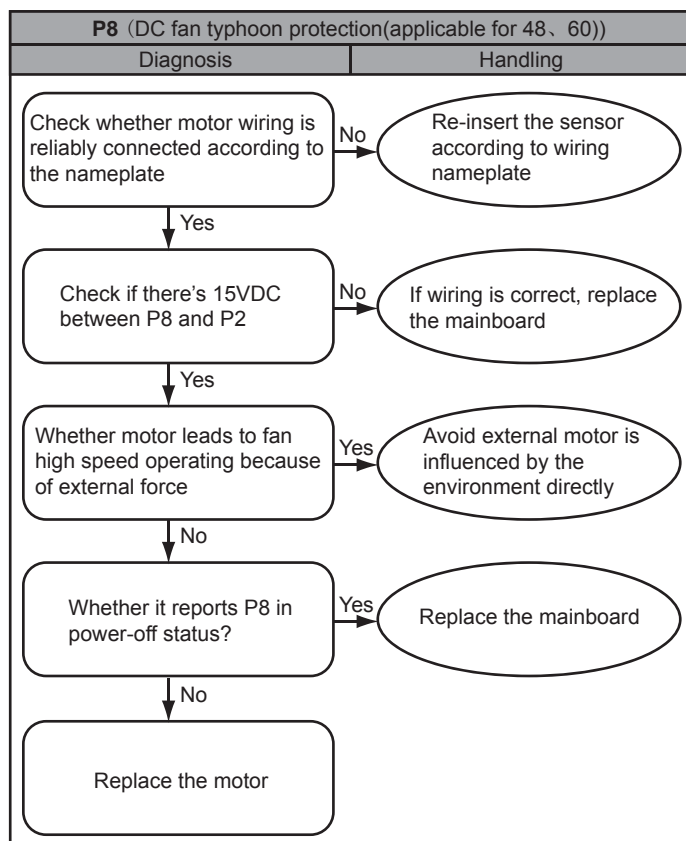 P8（DC fan typhoon protection(applicable for 48、60))
Diagnosis
Handling
Check whether motor wiring is
reliably connected according to
the nameplate
No
Re-insert the sensor
according to wiring
nameplate
Yes
Check if there's 15VDC
between P8 and P2
No
If wiring is correct, replace
the mainboard
Yes
Whether motor leads to fan
high speed operating because
of external force
Yes
Avoid external motor is
influenced by the
environment directly
No
Whether it reports P8 in
power-off status?
Yes
Replace the mainboard
No
Replace the motor